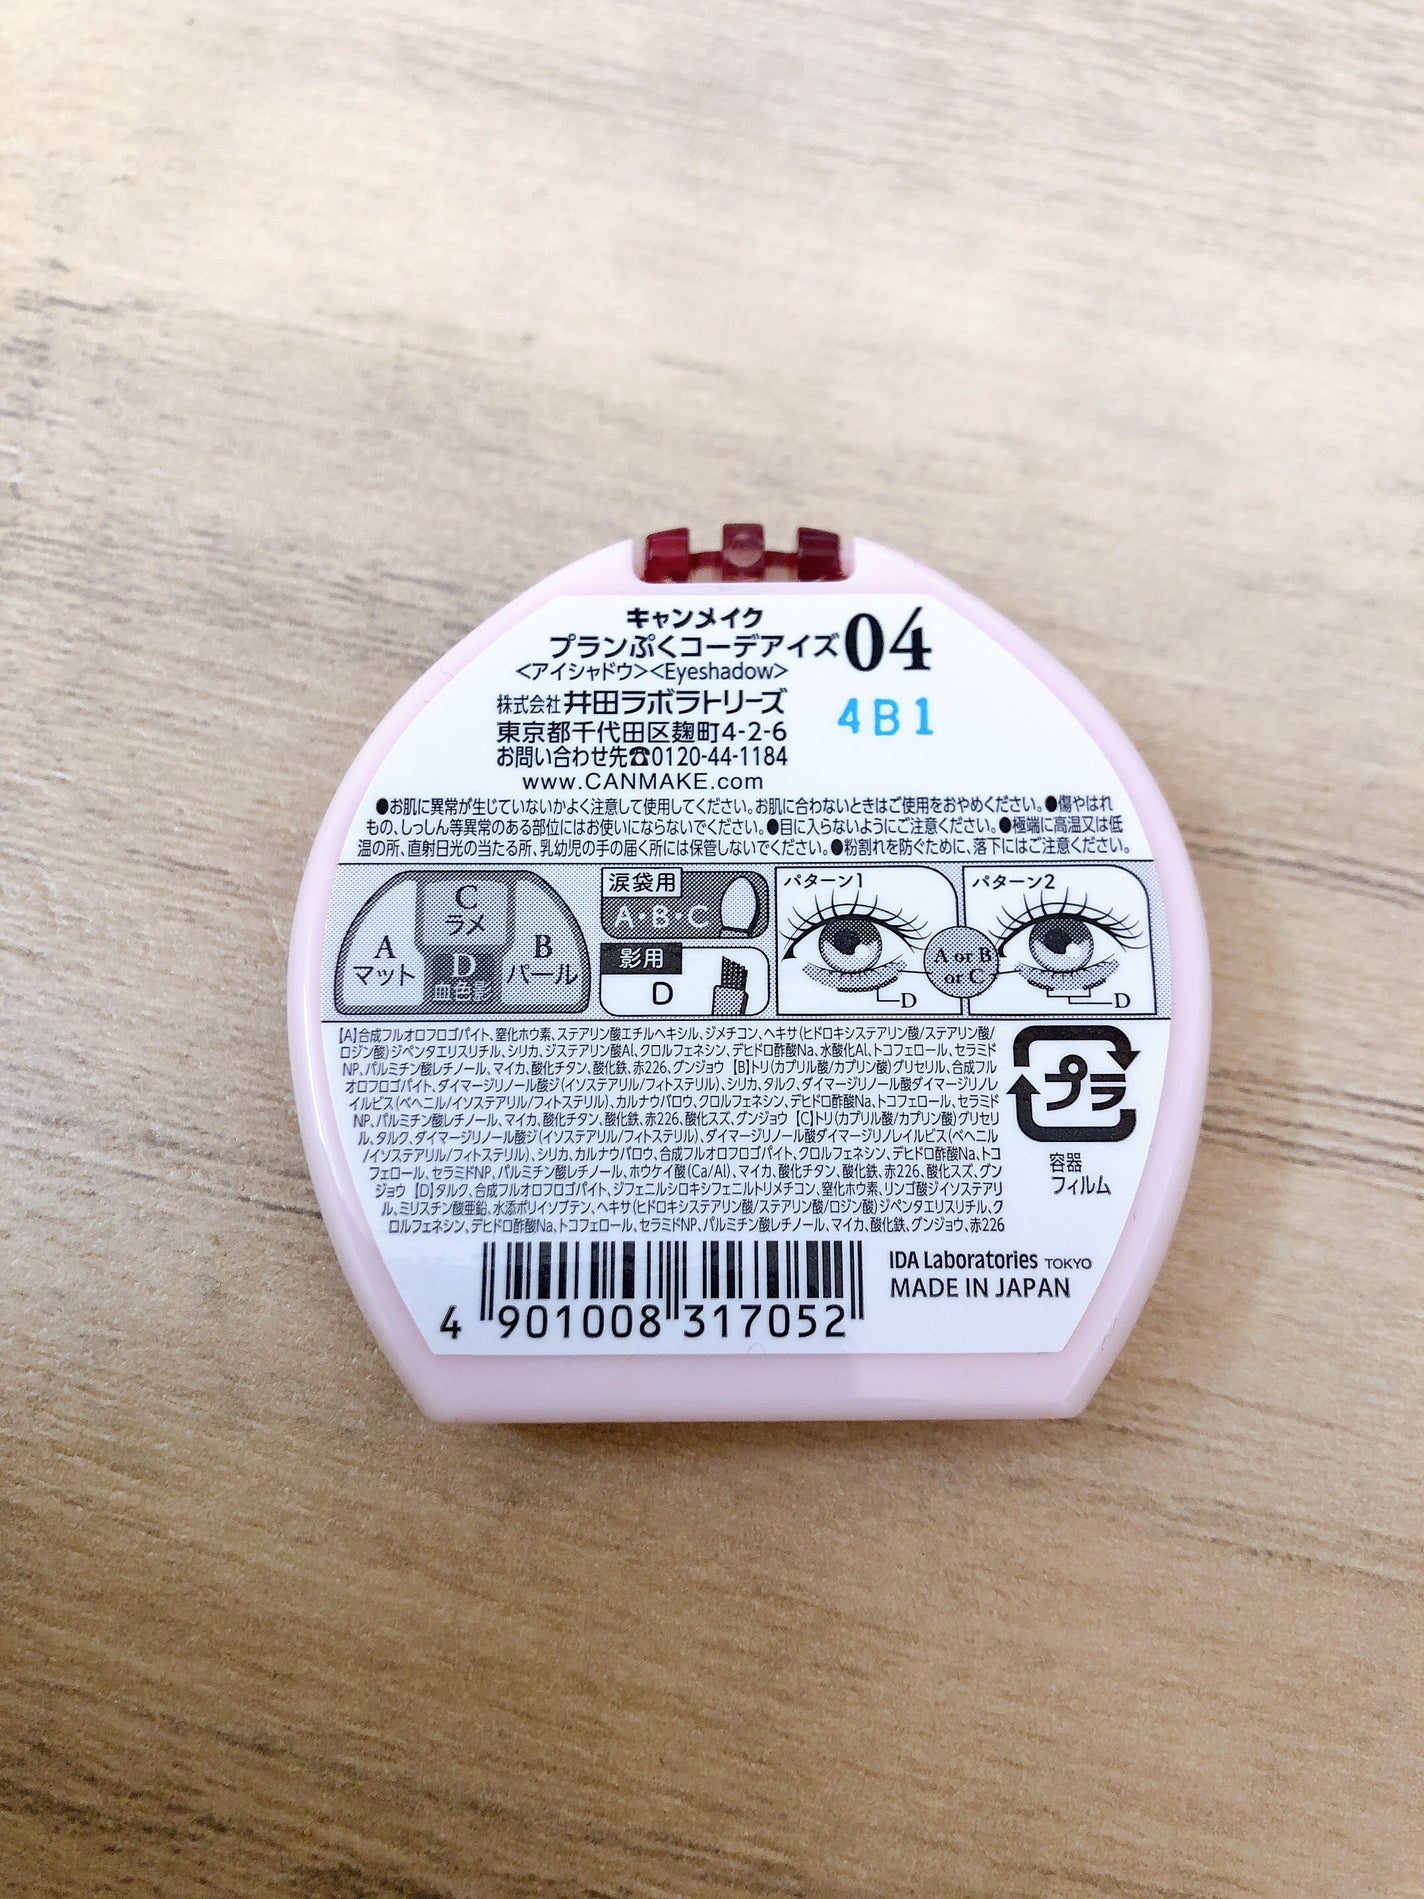 キャンメイク
プランぷくコーデアイズ 04
<アイシャドウ><Eyeshadow>
株式会社 井田ラボラトリーズ
4B1
東京都千代田区麹町4-2-6
お問い合わせ先☎0120-44-1184
www.CANMAKE.com
●お肌に異常が生じていないかよく注意して使用してください。お肌に合わないときはご使用をおやめください。●傷やはれ
もの、しっしん等異常のある部位にはお使いにならないでください。●目に入らないようにご注意ください。●極端に高温又は低
温の所、直射日光の当たる所、乳幼児の手の届く所には保管しないでください。●粉割れを防ぐために、落下にはご注意ください。
A
マット
C
ラメ
D
血色影
B
パール
涙袋用
A・B・C
影用
D
パターン1
D
A or B
or C
パターン2
D
【A】合成フルオロフロゴパイト、窒化ホウ素、ステアリン酸エチルヘキシル、ジメチコン、ヘキサ(ヒドロキシステアリン酸/ステアリン酸/
ロジン酸)ジペンタエリスリチル、シリカ、ジステアリン酸Al、クロルフェネシン、デヒドロ酢酸Na、水酸化Al、トコフェロール、セラミド
NP、パルミチン酸レチノール、マイカ、酸化チタン、酸化鉄、赤226、グンジョウ 【B】トリ(カプリル酸/カプリン酸)グリセリル、合成フル
オロフロゴパイト、ダイマージリノール酸ジ(イソステアリル/フィトステリル)、シリカ、タルク、ダイマージリノール酸ダイマージリノレ
イルビス(ベヘニル/イソステアリル/フィトステリル)、カルナウバロウ、クロルフェネシン、デヒドロ酢酸Na、トコフェロール、セラミド
NP、パルミチン酸レチノール、マイカ、酸化チタン、酸化鉄、赤226、酸化スズ、グンジョウ 【C】トリ(カプリル酸/カプリン酸)グリセリ
ル、タルク、ダイマージリノール酸ジ(イソステアリル/フィトステリル)、ダイマージリノール酸ダイマージリノレイルビス(ベヘニル
/イソステアリル/フィトステリル)、シリカ、カルナウバロウ、合成フルオロフロゴパイト、クロルフェネシン、デヒドロ酢酸Na、トコ
フェロール、セラミドNP、パルミチン酸レチノール、ホウケイ酸(Ca/Al)、マイカ、酸化チタン、酸化鉄、赤226、酸化スズ、グン
ジョウ 【D】タルク、合成フルオロフロゴパイト、ジフェニルシロキシフェニルトリメチコン、窒化ホウ素、リンゴ酸ジイソステアリ
ル、ミリスチン酸亜鉛、水添ポリイソブテン、ヘキサ(ヒドロキシステアリン酸/ステアリン酸/ロジン酸)ジペンタエリスリチル、ク
ロルフェネシン、デヒドロ酢酸Na、トコフェロール、セラミドNP、パルミチン酸レチノール、マイカ、酸化鉄、グンジョウ、赤226
プラ
容器
フィルム
4 901008 317052
IDA Laboratories TOKYO
MADE IN JAPAN